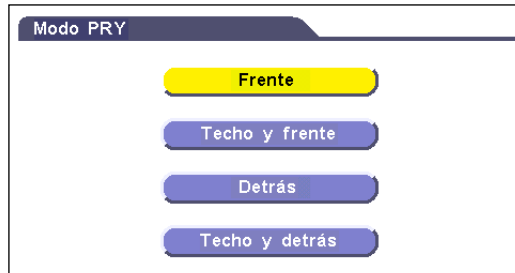 Modo PRY
Frente
Techo y frente
Detrás
Techo y detrás